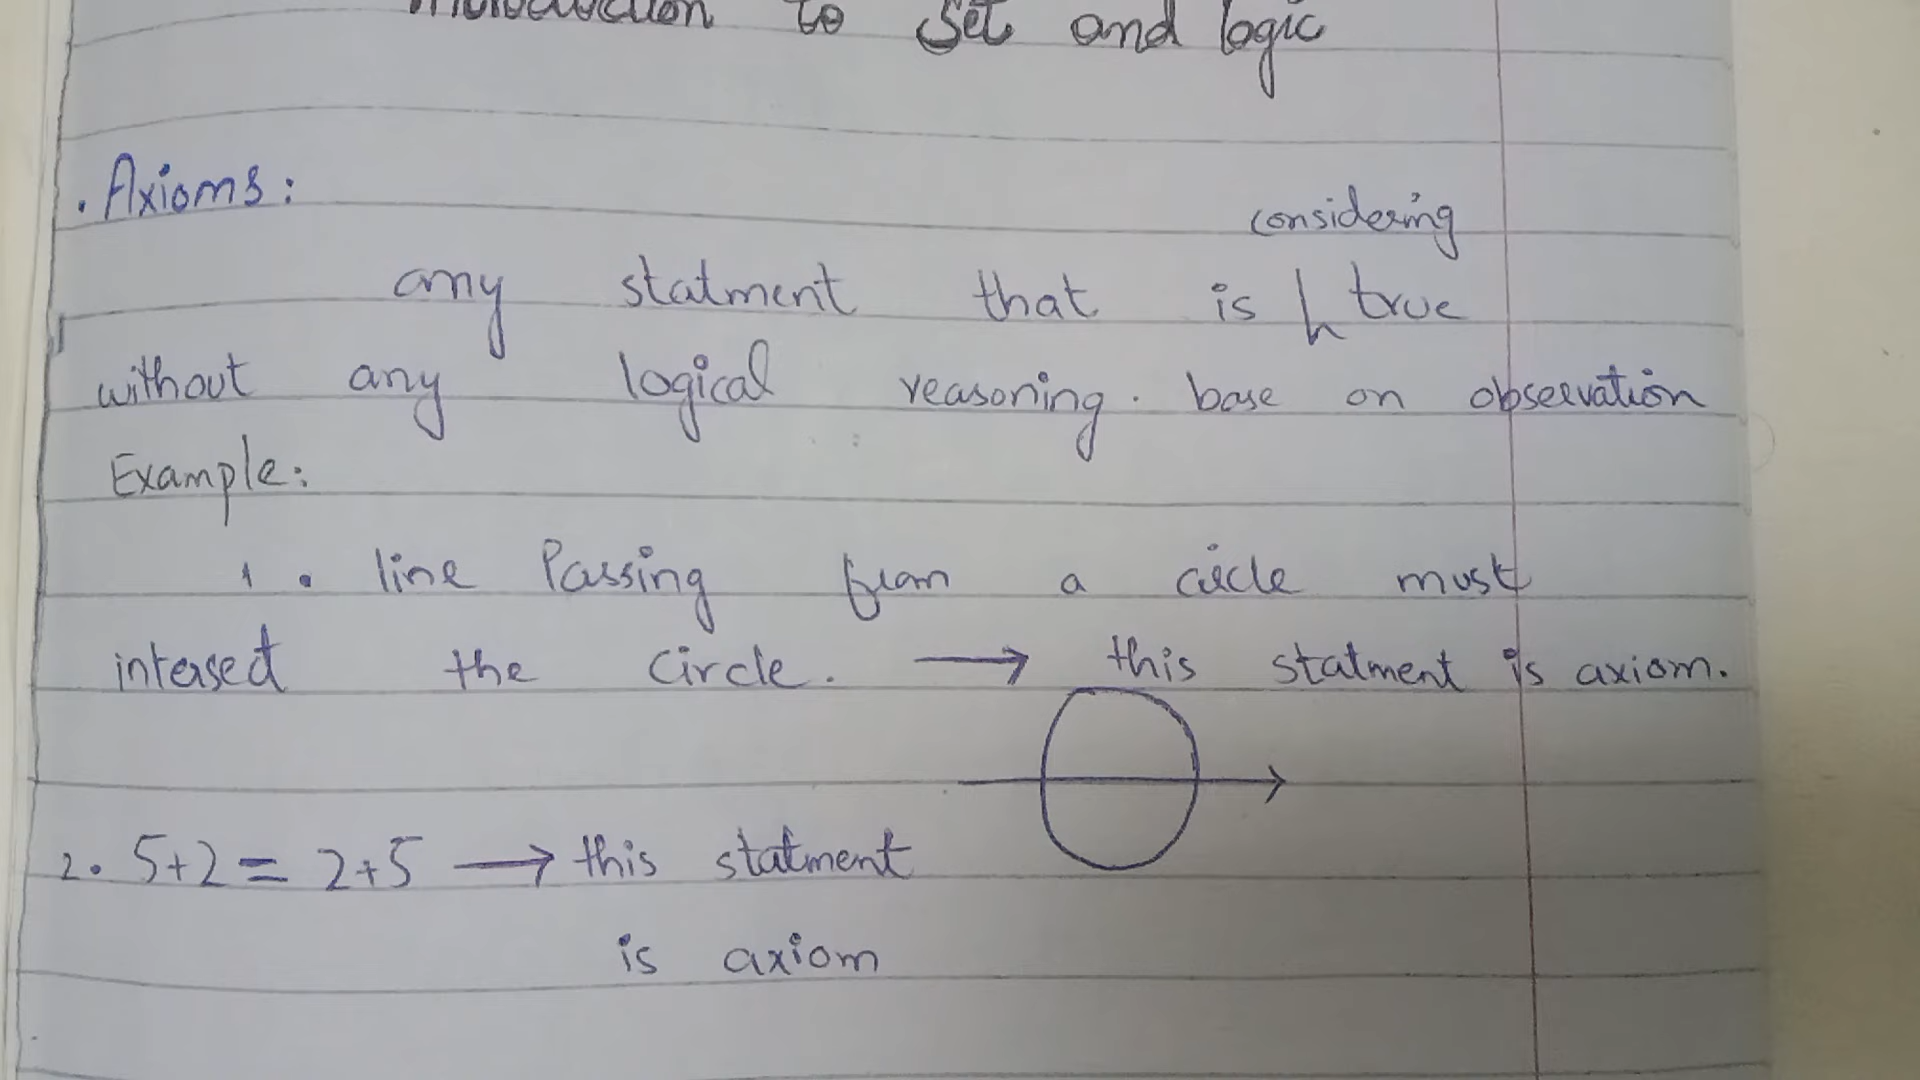 Introduction to Set and logic
. Axioms:
considering
any statment that is true
without any logical reasoning. base on observation
Example:
1. line Passing from a circle must
intersect the Circle. → this statment is axiom.
2. 5+2 = 2+5 → this statment
is axiom